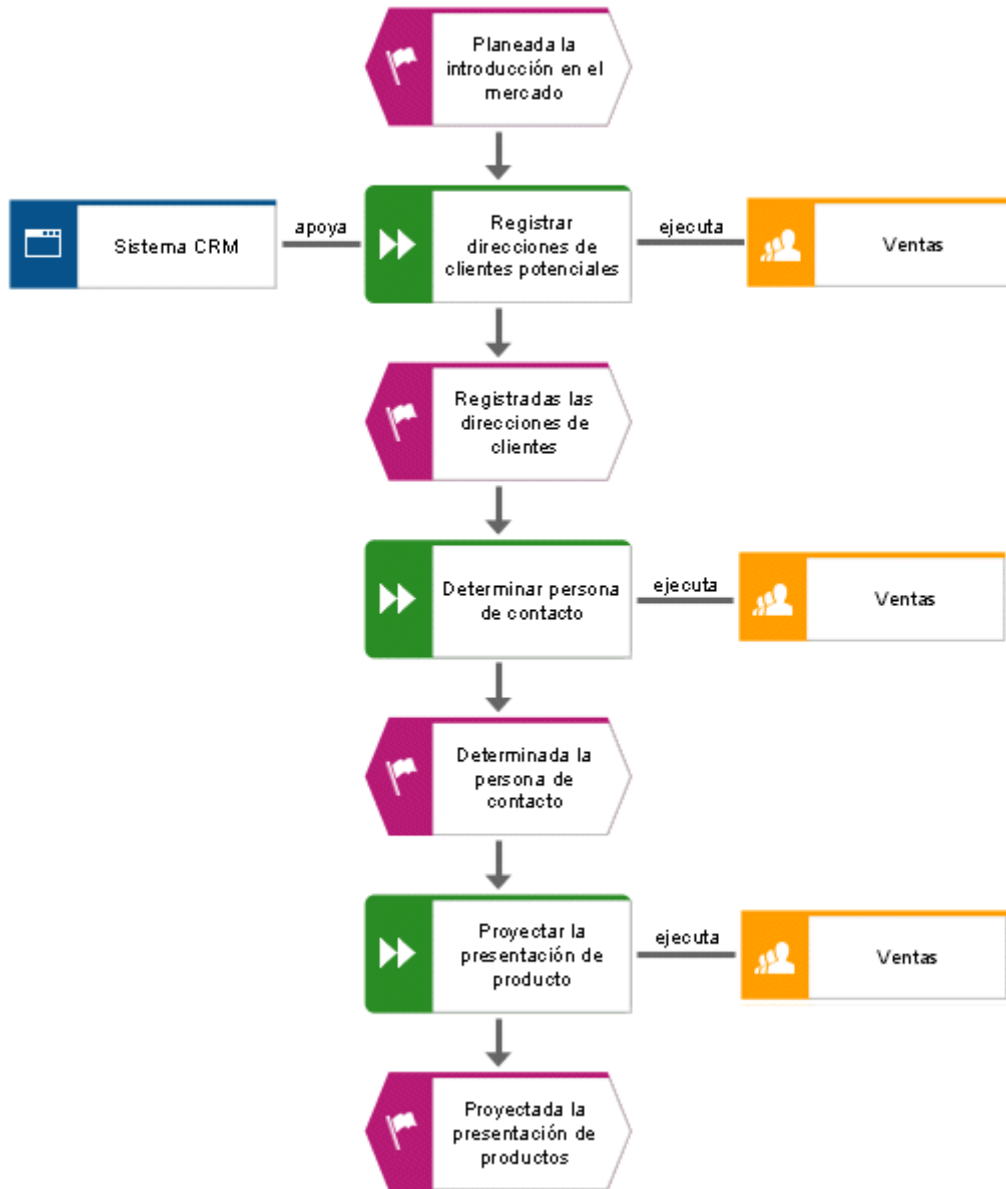 Planeada la
introducción en el
mercado
Sistema CRM
apoya
Registrar
direcciones de
clientes potenciales
ejecuta
Ventas
Registradas las
direcciones de
clientes
Determinar persona
de contacto
ejecuta
Ventas
Determinada la
persona de
contacto
Proyectar la
presentación de
producto
ejecuta
Ventas
Proyectada la
presentación de
productos